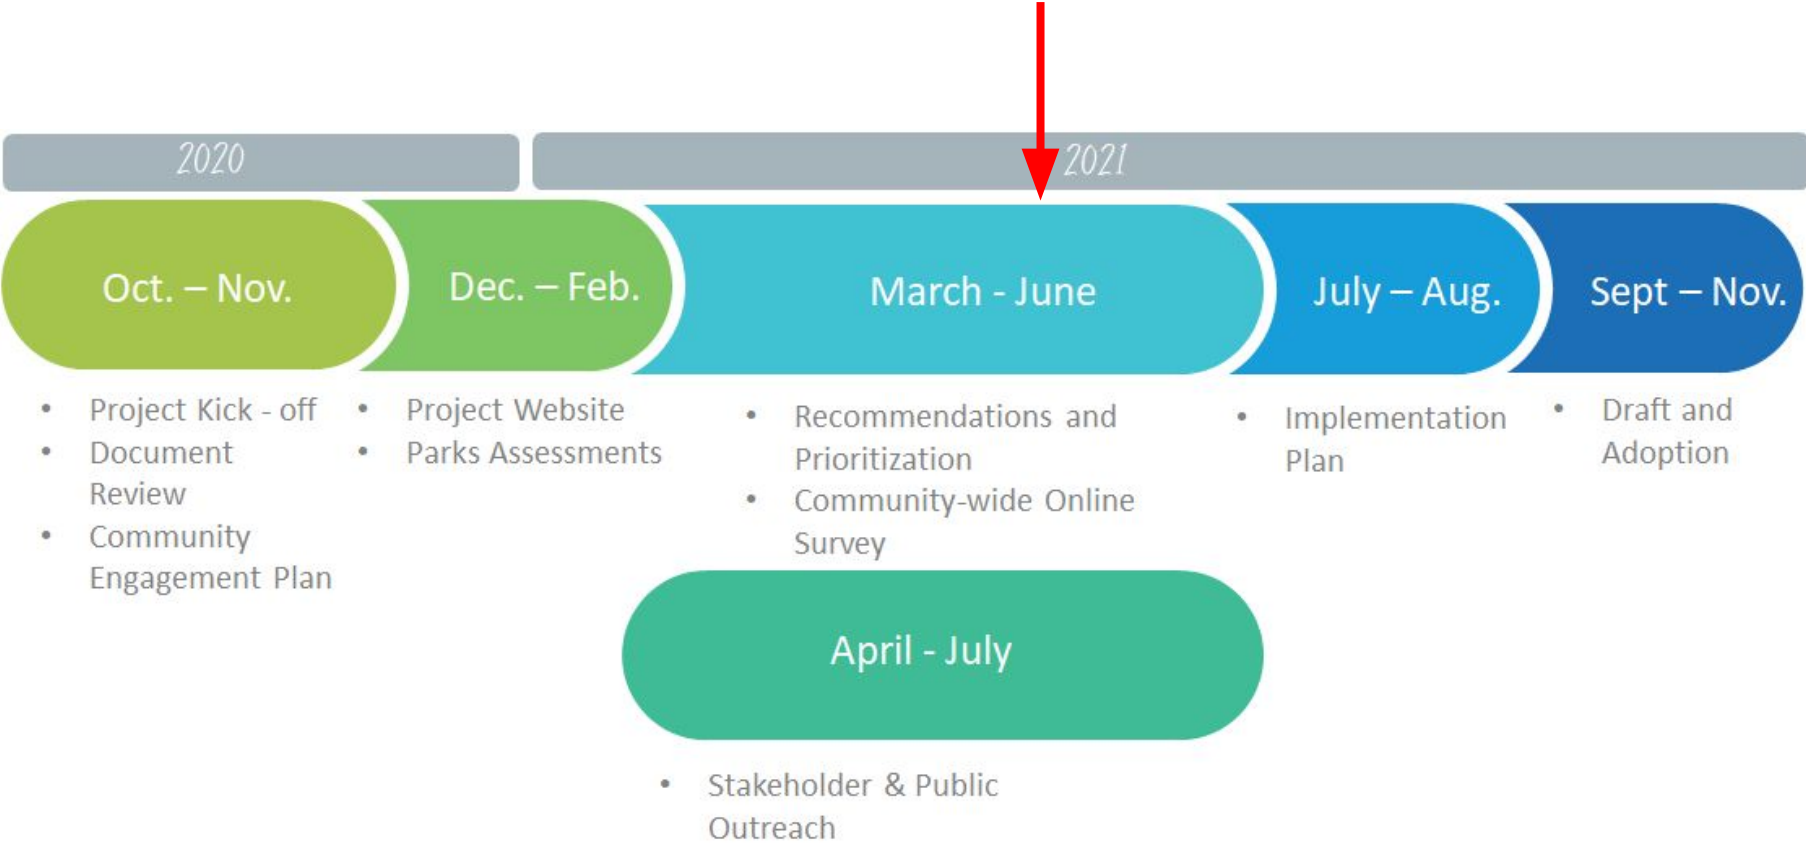 2020
2021
Oct. – Nov.
Dec. – Feb.
March - June
July – Aug.
Sept – Nov.
• Project Kick - off
• Document
Review
• Community
Engagement Plan
• Project Website
• Parks Assessments
• Recommendations and
Prioritization
• Community-wide Online
Survey
• Implementation
Plan
• Draft and
Adoption
April - July
• Stakeholder & Public
Outreach